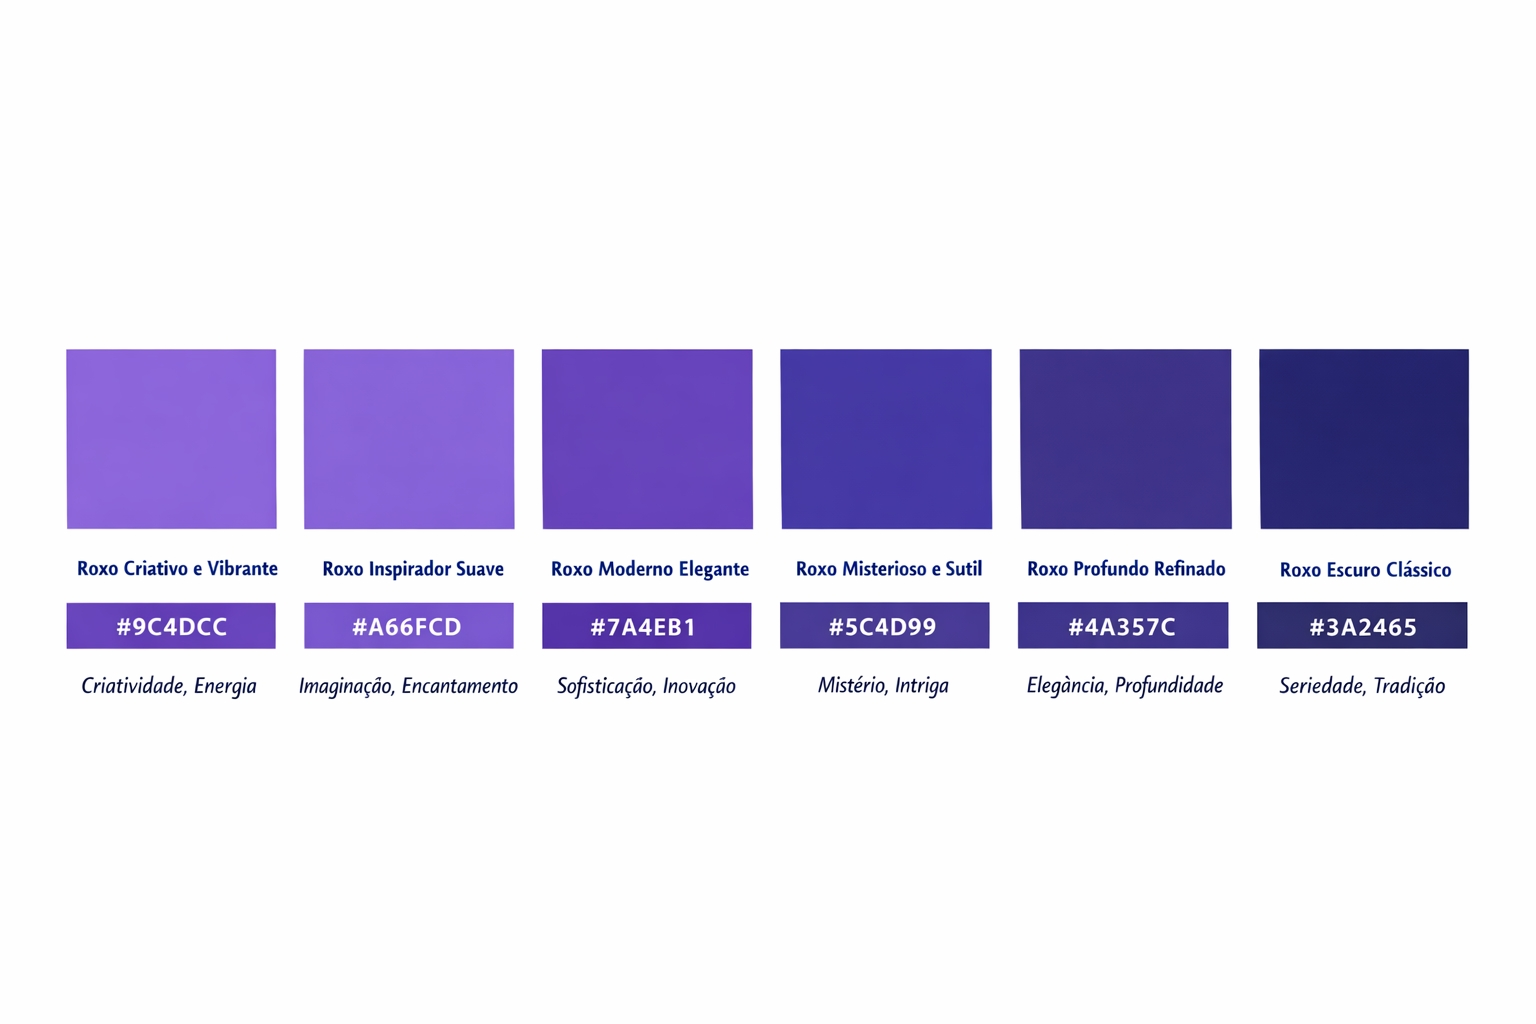 Roxo Criativo e Vibrante
#9C4DCC
Criatividade, Energia
Roxo Inspirador Suave
#A66FCD
Imaginação, Encantamento
Roxo Moderno Elegante
#7A4EB1
Sofisticação, Inovação
Roxo Misterioso e Sutil
#5C4D99
Mistério, Intriga
Roxo Profundo Refinado
#4A357C
Elegància, Profundidade
Roxo Escuro Clássico
#3A2465
Seriedade, Tradição